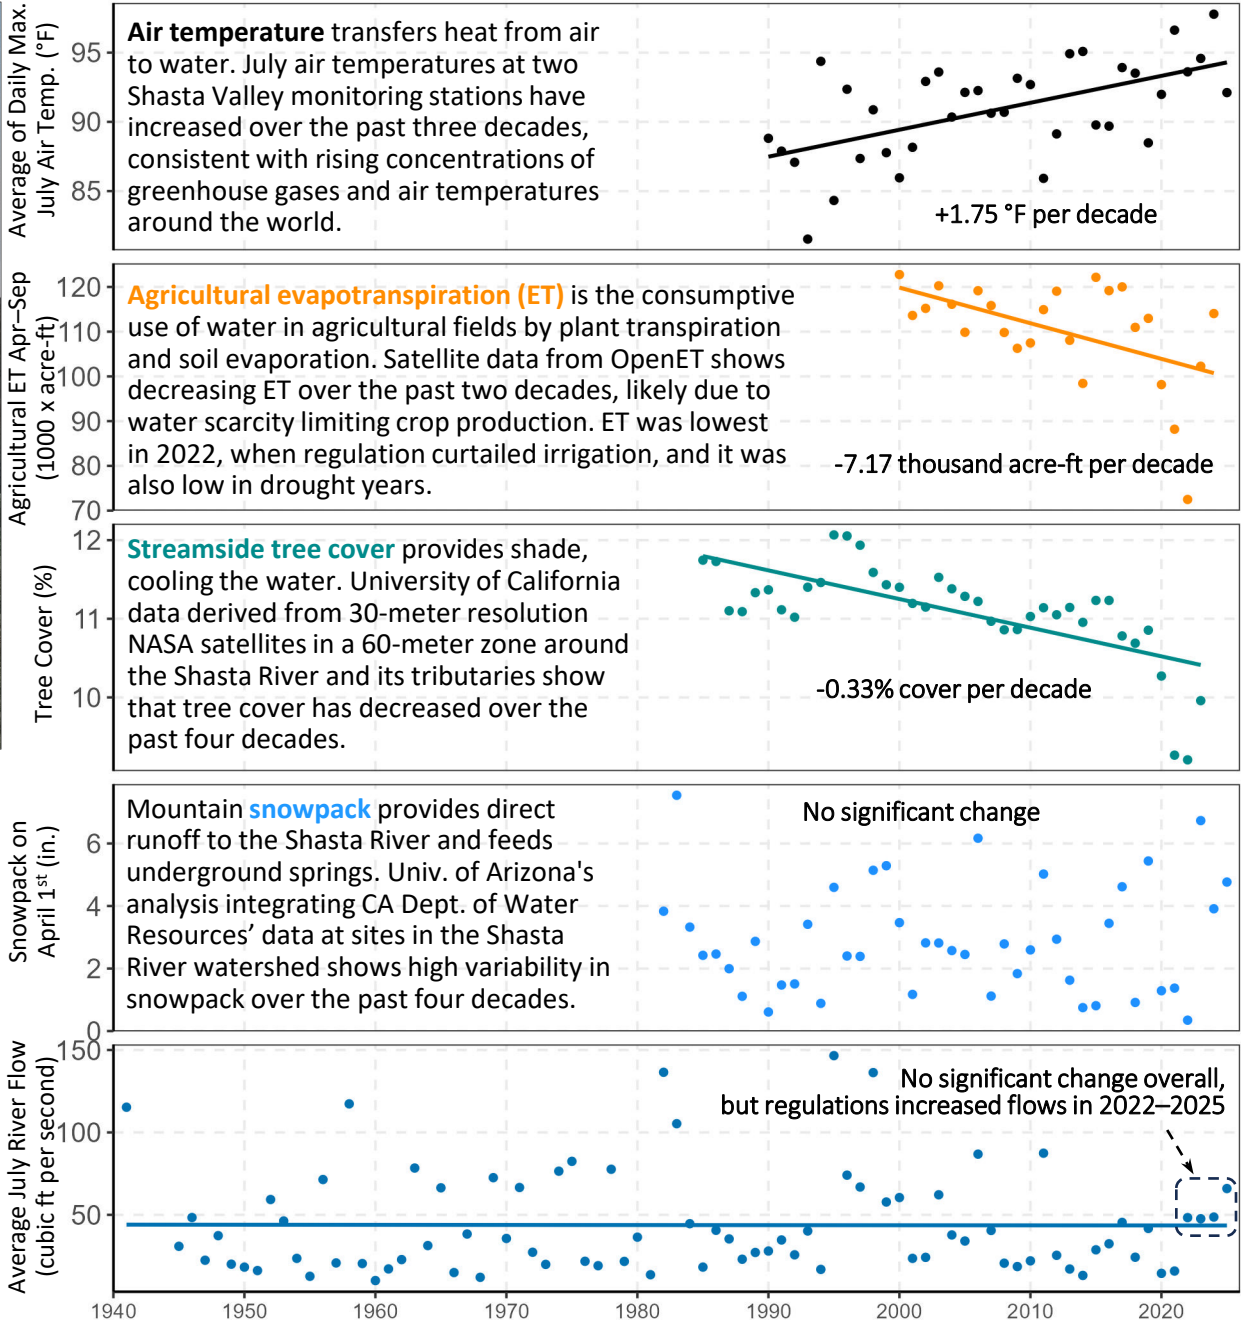 Average of Daily Max.
July Air Temp. (°F)
95
90
85
Air temperature transfers heat from air
to water. July air temperatures at two
Shasta Valley monitoring stations have
increased over the past three decades,
consistent with rising concentrations of
greenhouse gases and air temperatures
around the world.
+1.75 °F per decade
Agricultural ET Apr–Sep
(1000 x acre-ft)
120
110
100
90
80
70
Agricultural evapotranspiration (ET) is the consumptive
use of water in agricultural fields by plant transpiration
and soil evaporation. Satellite data from OpenET shows
decreasing ET over the past two decades, likely due to
water scarcity limiting crop production. ET was lowest
in 2022, when regulation curtailed irrigation, and it was
also low in drought years.
-7.17 thousand acre-ft per decade
Tree Cover (%)
12
11
10
Streamside tree cover provides shade,
cooling the water. University of California
data derived from 30-meter resolution
NASA satellites in a 60-meter zone around
the Shasta River and its tributaries show
that tree cover has decreased over the
past four decades.
-0.33% cover per decade
Snowpack on
April 1st (in.)
6
4
2
0
Mountain snowpack provides direct
runoff to the Shasta River and feeds
underground springs. Univ. of Arizona's
analysis integrating CA Dept. of Water
Resources’ data at sites in the Shasta
River watershed shows high variability in
snowpack over the past four decades.
No significant change
Average July River Flow
(cubic ft per second)
150
100
50
No significant change overall,
but regulations increased flows in 2022–2025
1940 1950 1960 1970 1980 1990 2000 2010 2020